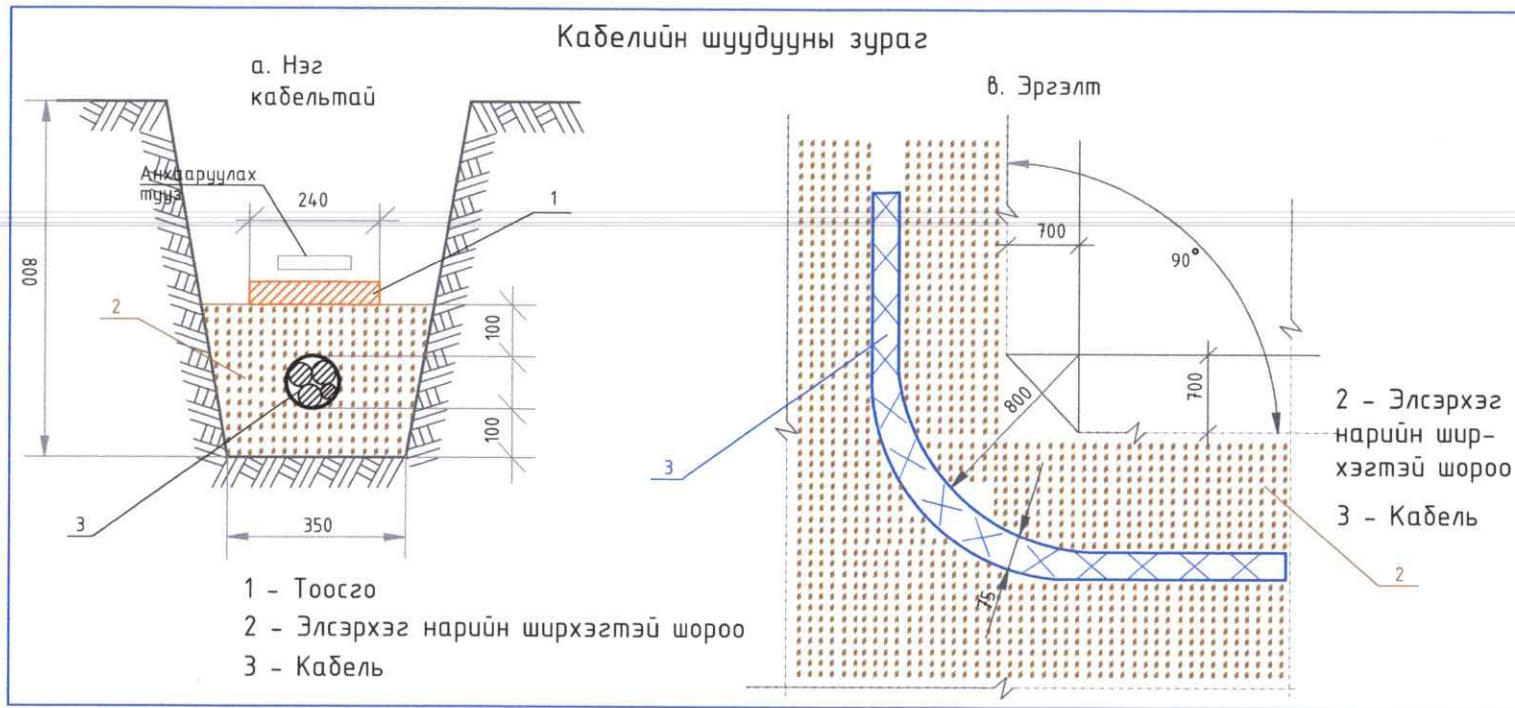 Кабелийн шуудууны зураг
а. Нэг
кабельтай
Анхааруулах
тууз
240
1
800
2
100
100
3
350
1 - Тоосго
2 - Элсэрхэг нарийн ширхэгтэй шороо
3 - Кабель
в. Эргэлт
700
90°
800
700
3
75
2 - Элсэрхэг
нарийн шир-
хэгтэй шороо
3 - Кабель
2